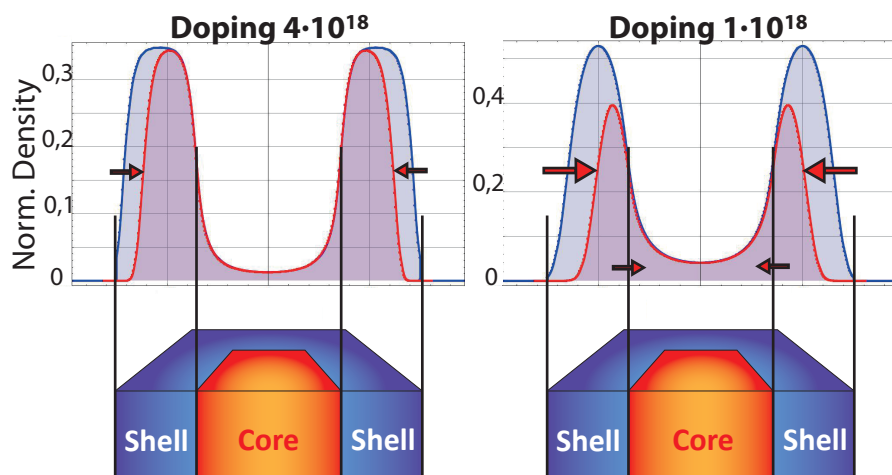 Doping 4·10¹⁸
Doping 1·10¹⁸
Norm. Density
0,3
0,2
0,1
0
0,4
0,2
0
Shell
Core
Shell
Shell
Core
Shell